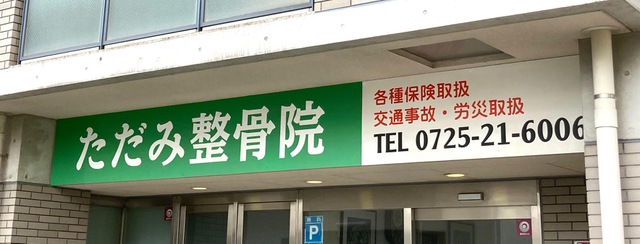 ただみ整骨院
各種保険取扱
交通事故・労災取扱
TEL 0725-21-6006
P